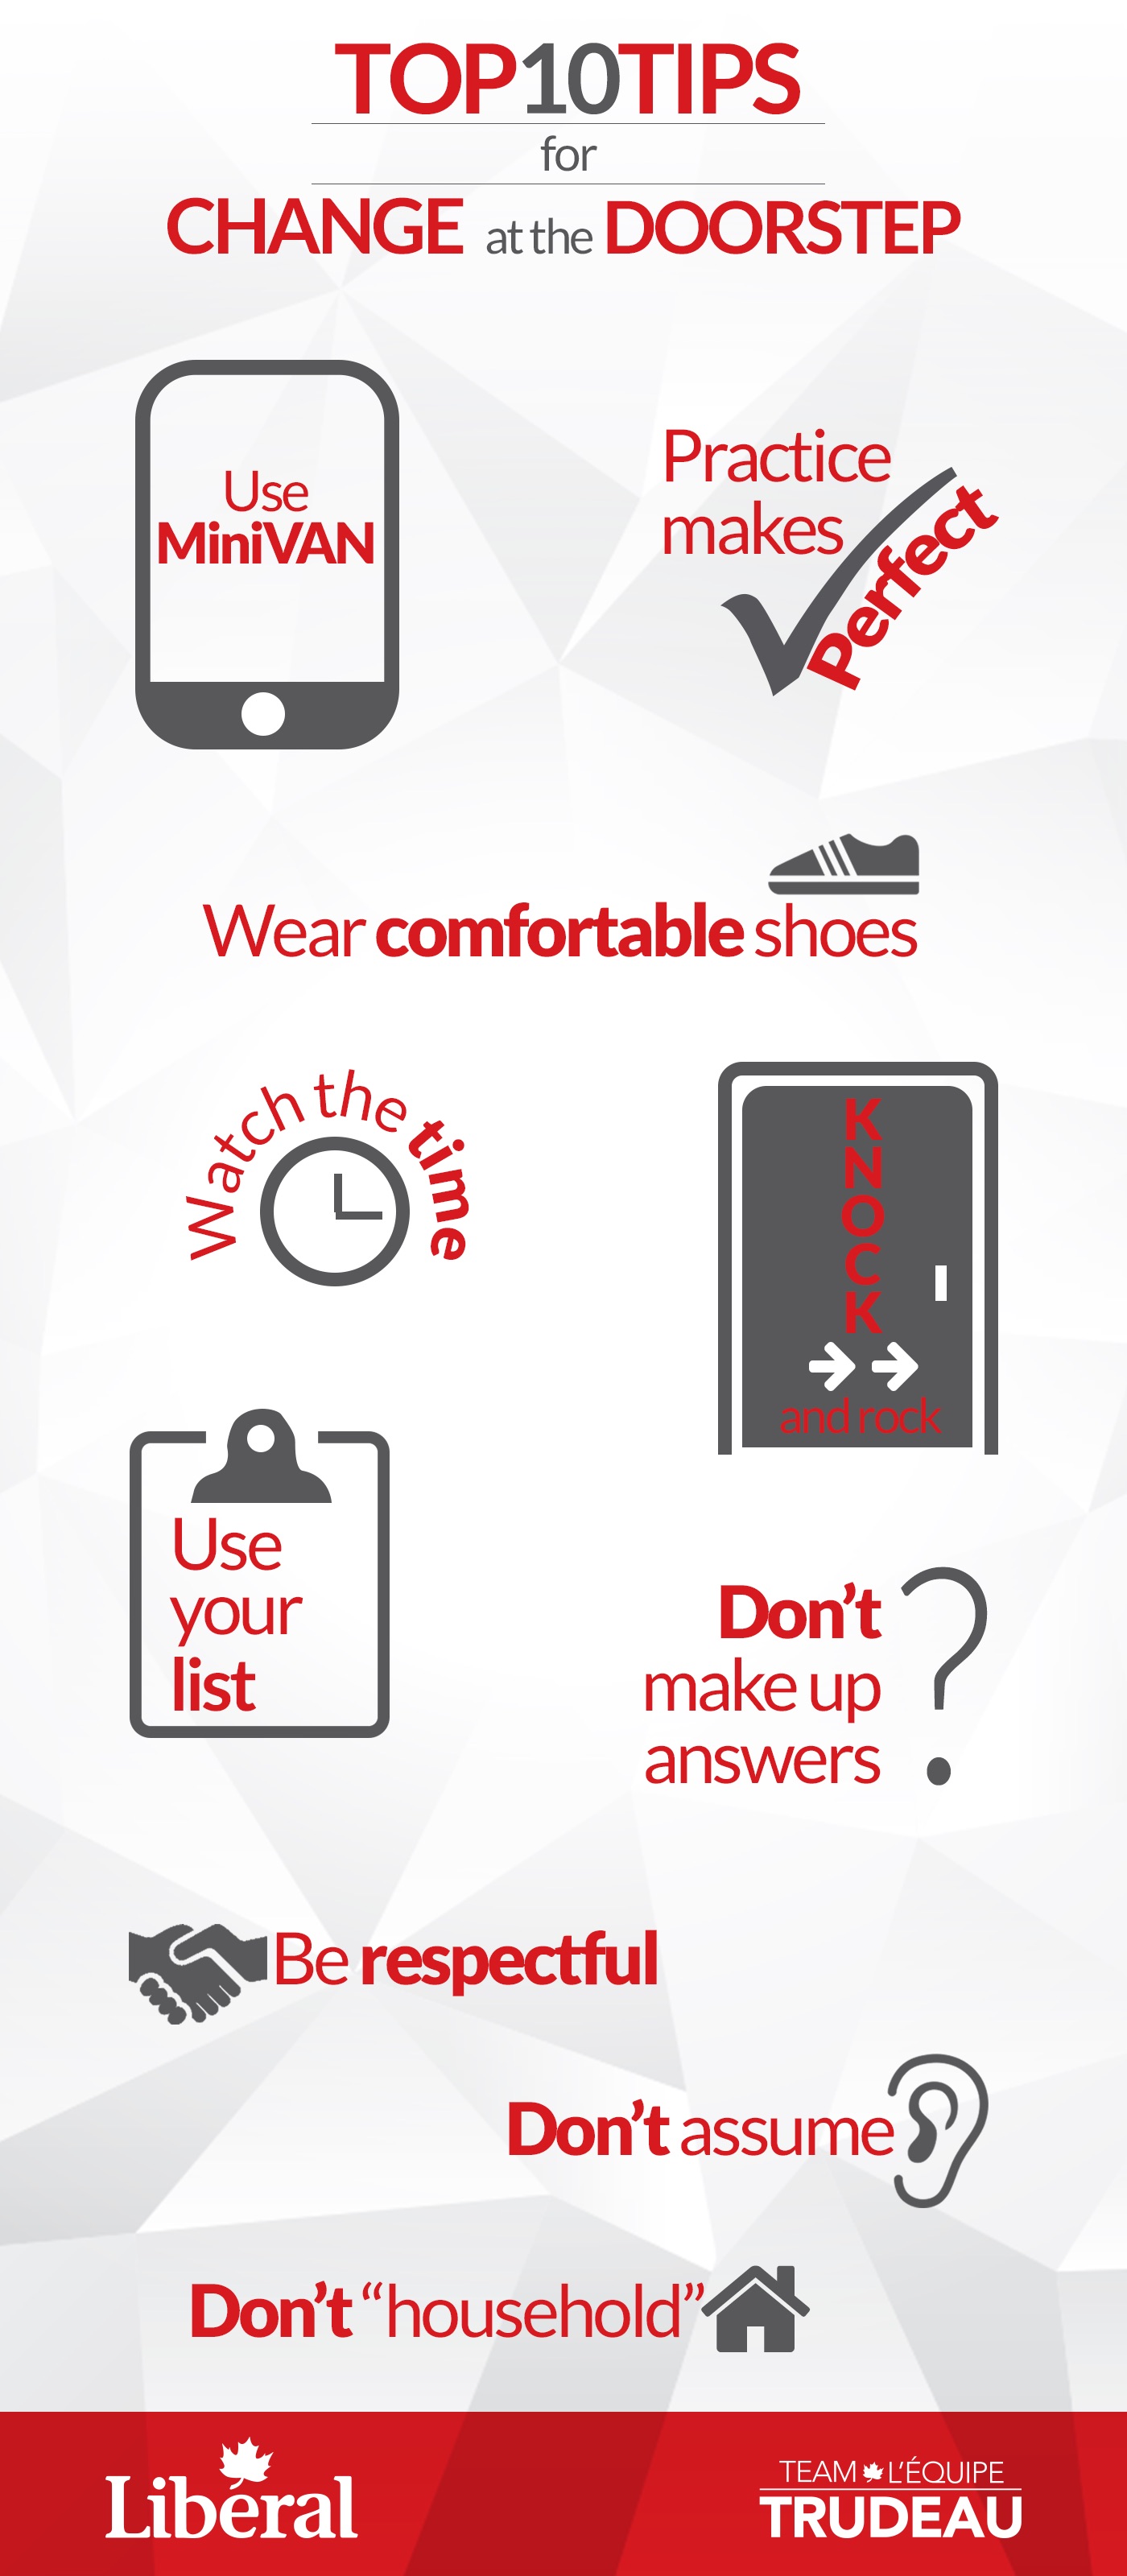 TOP10TIPS
for
CHANGE at the DOORSTEP
Use
MiniVAN
Practice
makes
Perfect
Wear comfortable shoes
Watch the time
KNOCK
and rock
Use
your
list
Don't
make up
answers
Be respectful
Don't assume
Don't “household”
Liberal
TEAM L'ÉQUIPE
TRUDEAU